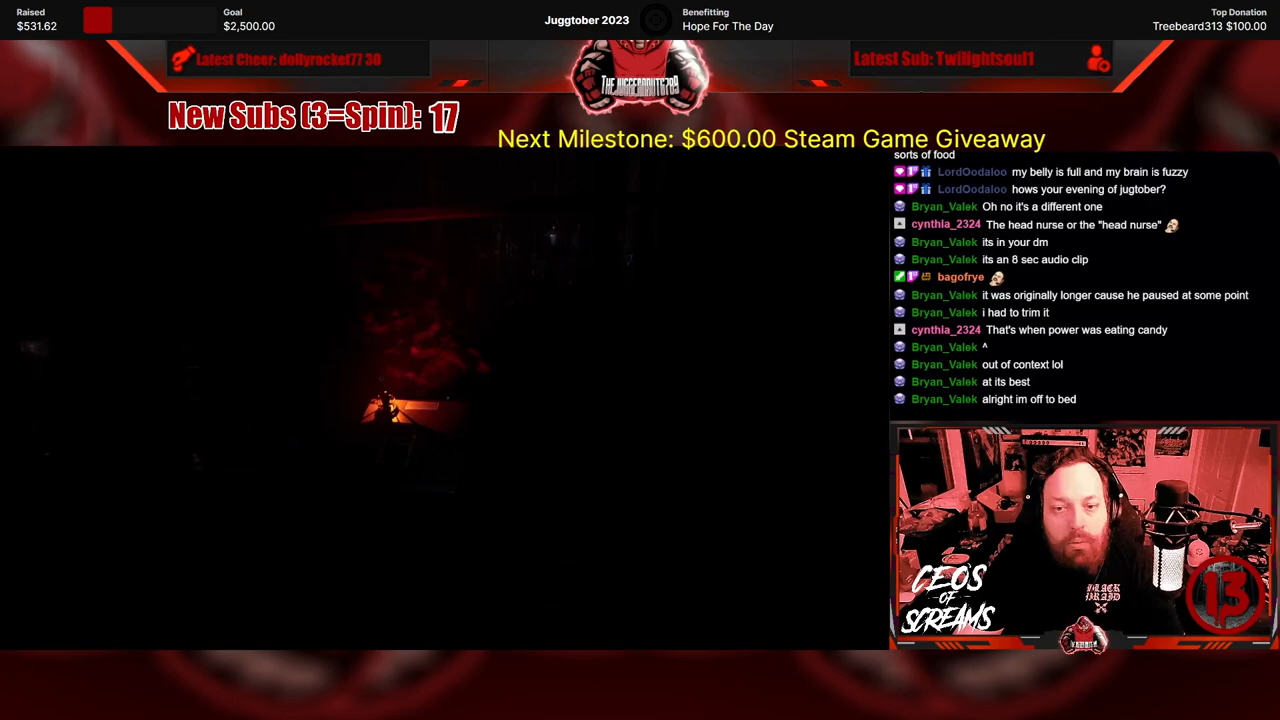 Raised
$531.62
Goal
$2,500.00
Juggtober 2023
Benefitting
Hope For The Day
Top Donation
Treebeard313 $100.00
Latest Cheer: dollyrocker77 30
THEJUGGERNAUT6789
Latest Sub: Twilightsoul1
New Subs (3=Spin): 17
Next Milestone: $600.00 Steam Game Giveaway
sorts of food
LordOodaloo my belly is full and my brain is fuzzy
LordOodaloo hows your evening of jugtober?
Bryan_Valek Oh no it's a different one
cynthia_2324 The head nurse or the "head nurse"
Bryan_Valek its in your dm
Bryan_Valek its an 8 sec audio clip
bagofrye
Bryan_Valek it was originally longer cause he paused at some point
Bryan_Valek i had to trim it
cynthia_2324 That's when power was eating candy
Bryan_Valek ^
Bryan_Valek out of context lol
Bryan_Valek at its best
Bryan_Valek alright im off to bed
CEOS
OF
SCREAMS
BLACK
BRAID
13